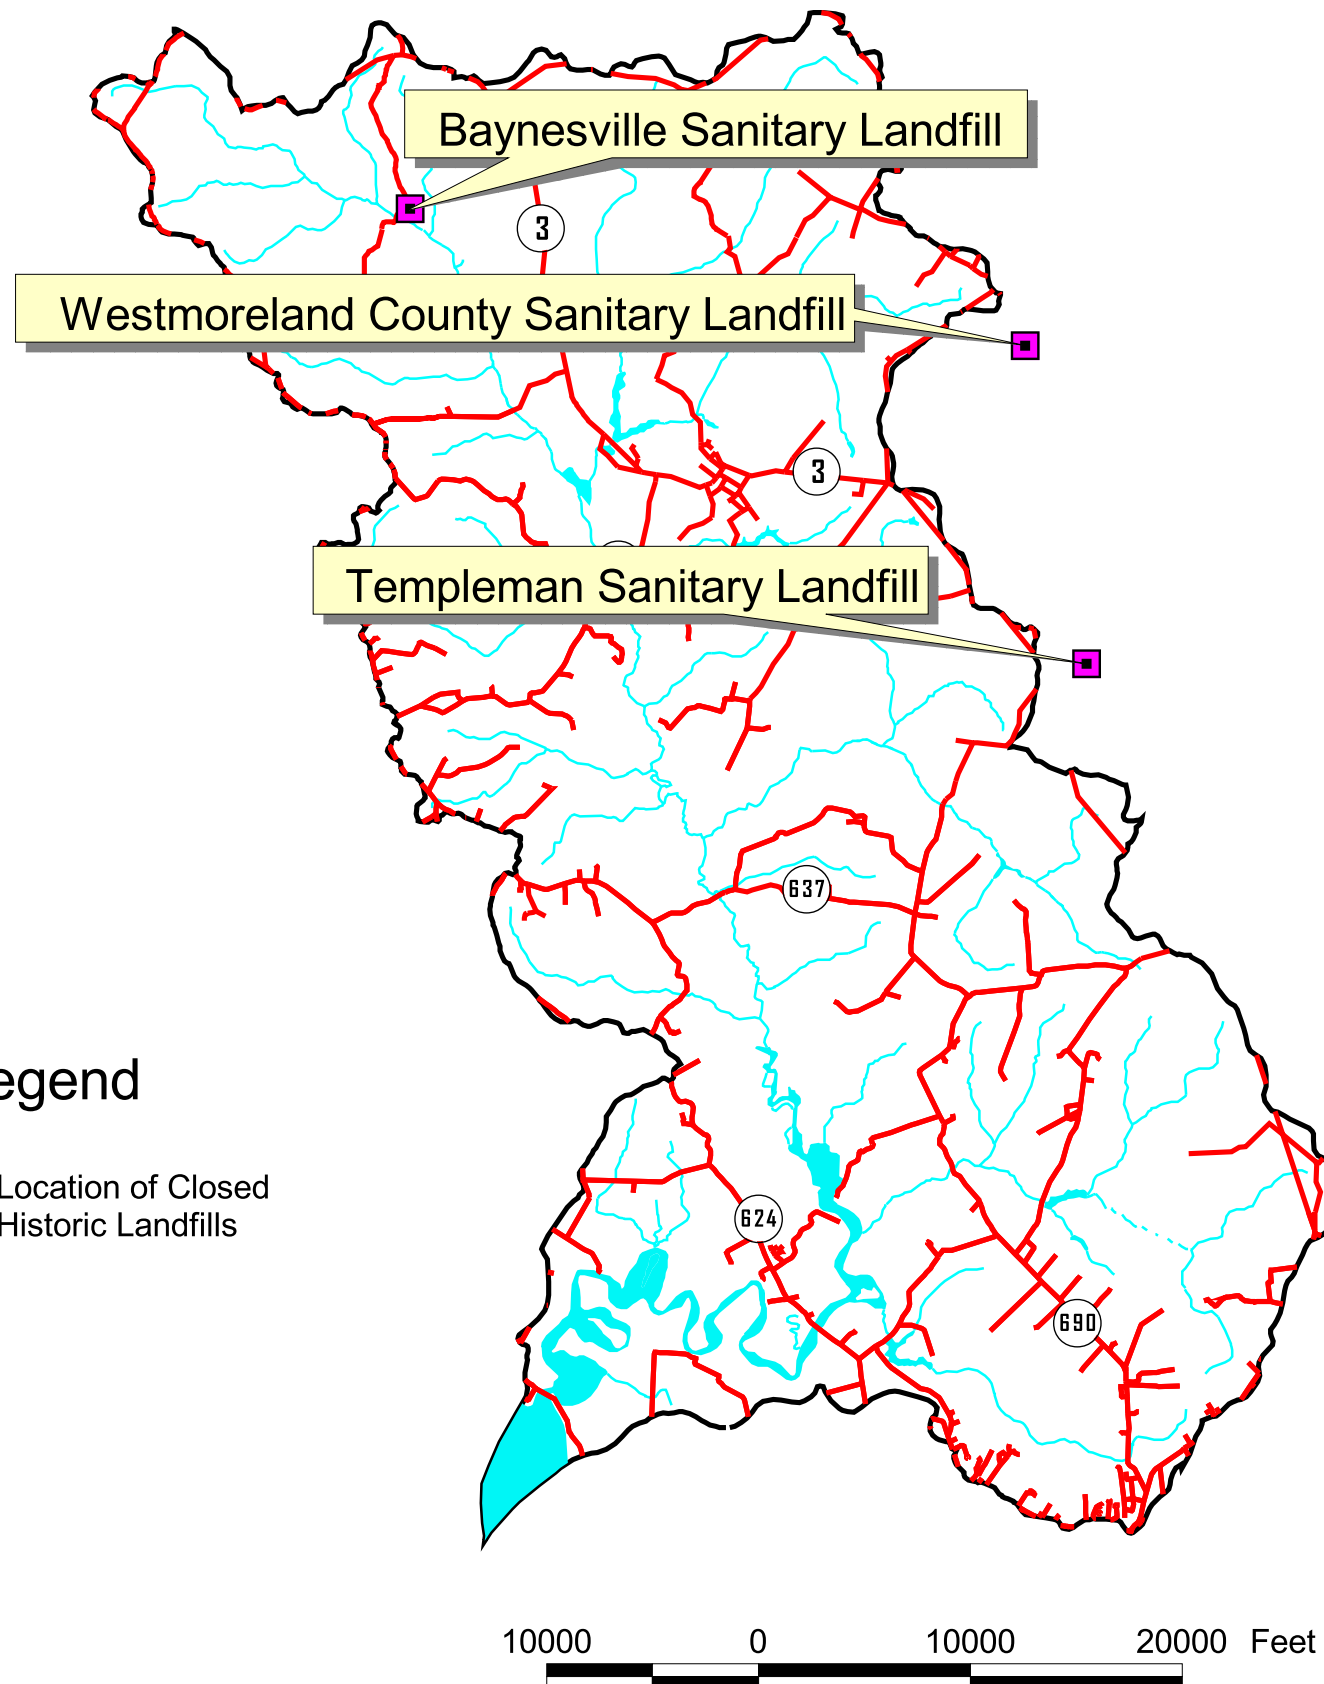 Baynesville Sanitary Landfill
3
Westmoreland County Sanitary Landfill
3
Templeman Sanitary Landfill
637
egend
Location of Closed
Historic Landfills
624
690
10000 0 10000 20000 Feet